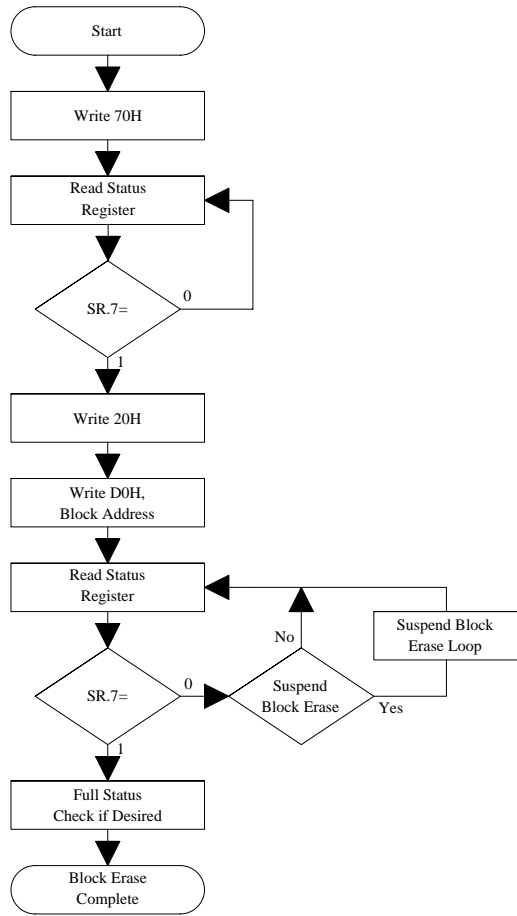 Start
Write 70H
Read Status
Register
SR.7=
0
1
Write 20H
Write D0H,
Block Address
Read Status
Register
No
Suspend Block
Erase Loop
SR.7=
0
Suspend
Block Erase
Yes
1
Full Status
Check if Desired
Block Erase
Complete